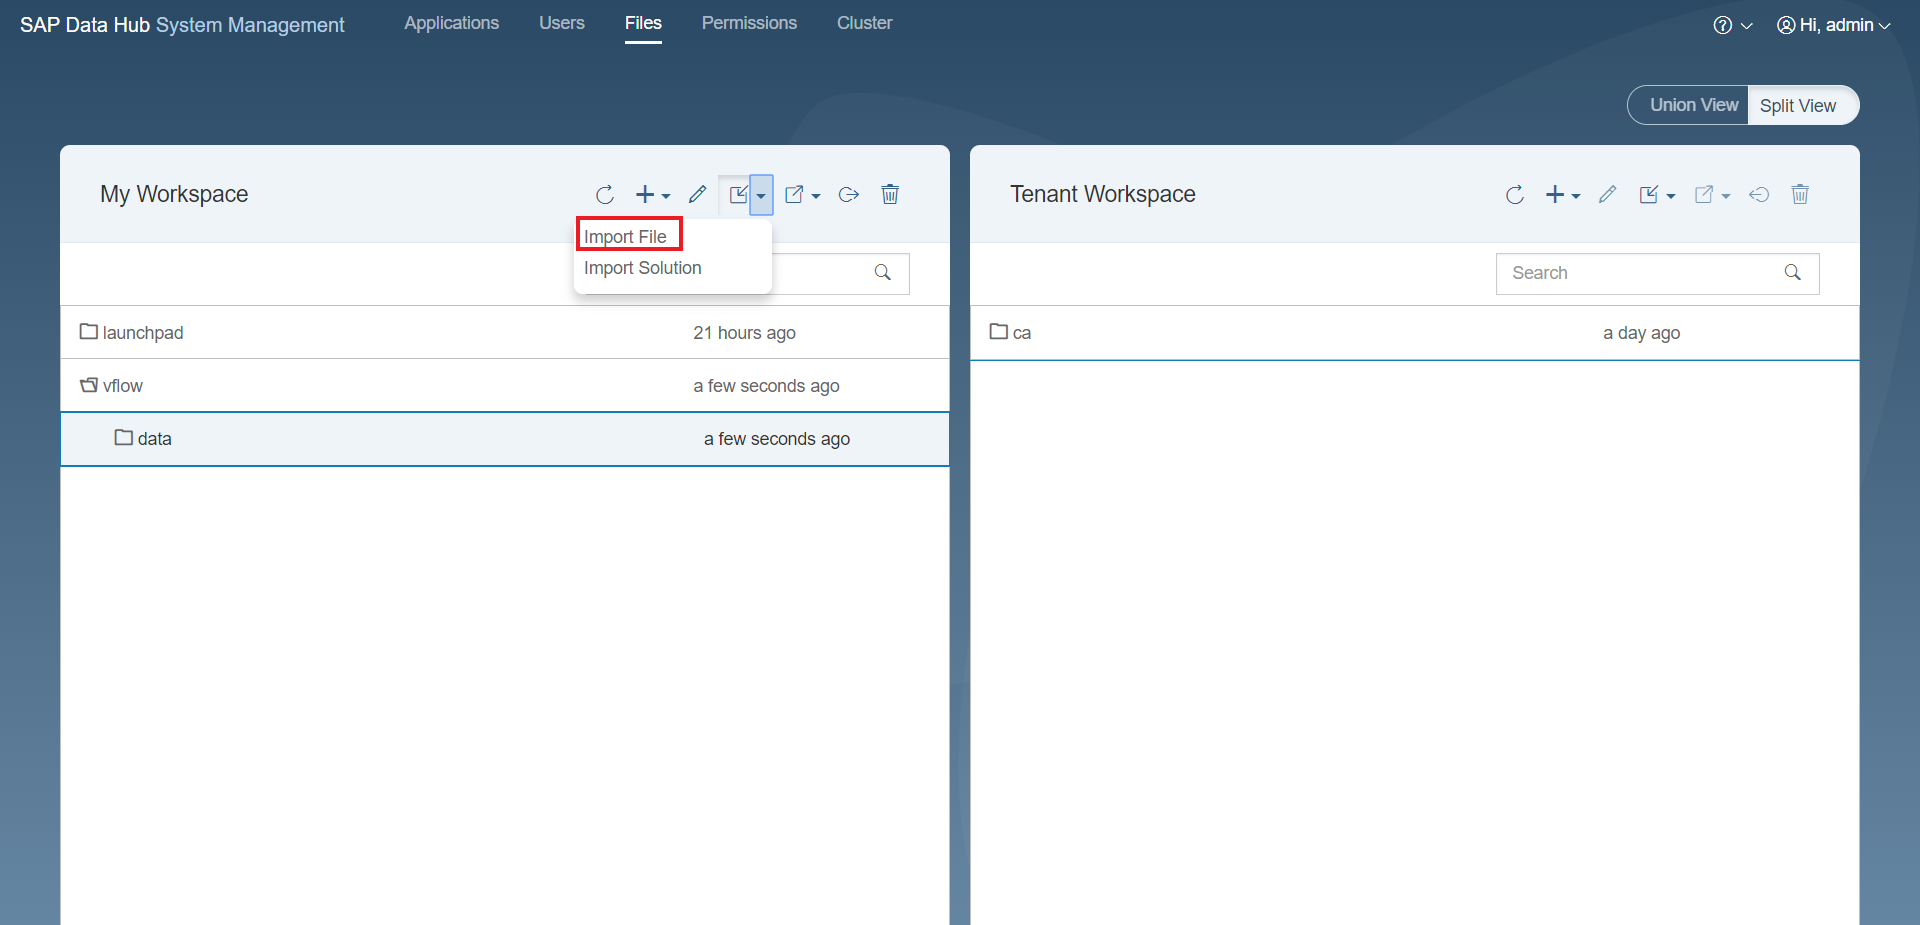 SAP Data Hub System Management
Applications
Users
Files
Permissions
Cluster
Hi, admin
Union View
Split View
My Workspace
Import File
Import Solution
launchpad
21 hours ago
vflow
a few seconds ago
data
a few seconds ago
Tenant Workspace
Search
ca
a day ago